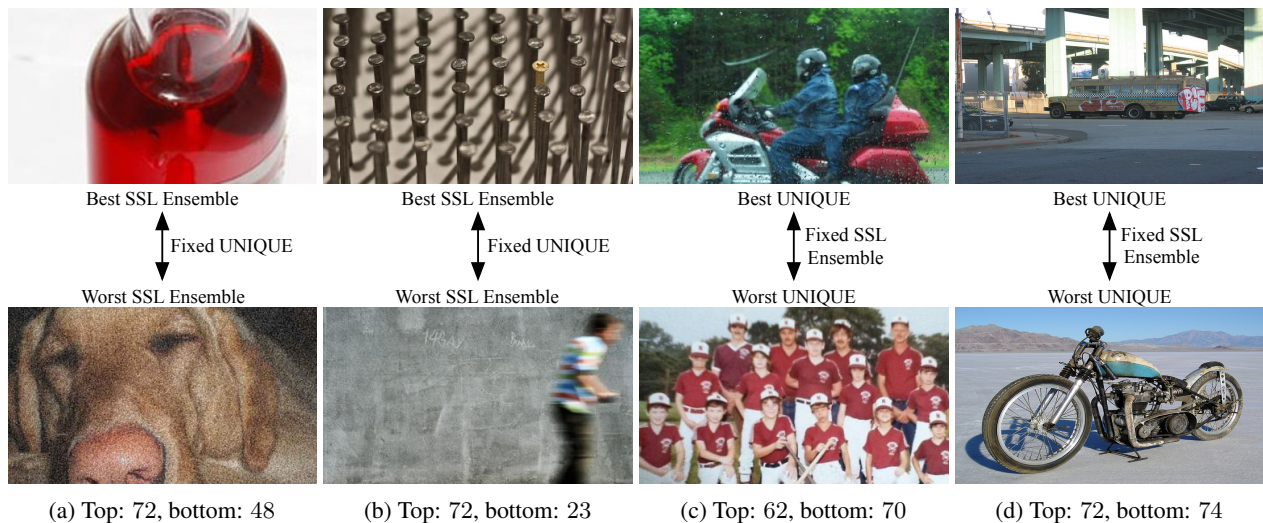 Best SSL Ensemble
Fixed UNIQUE
Worst SSL Ensemble
(a) Top: 72, bottom: 48
Best SSL Ensemble
Fixed UNIQUE
Worst SSL Ensemble
(b) Top: 72, bottom: 23
Best UNIQUE
Fixed SSL
Ensemble
Worst UNIQUE
(c) Top: 62, bottom: 70
Best UNIQUE
Fixed SSL
Ensemble
Worst UNIQUE
(d) Top: 72, bottom: 74